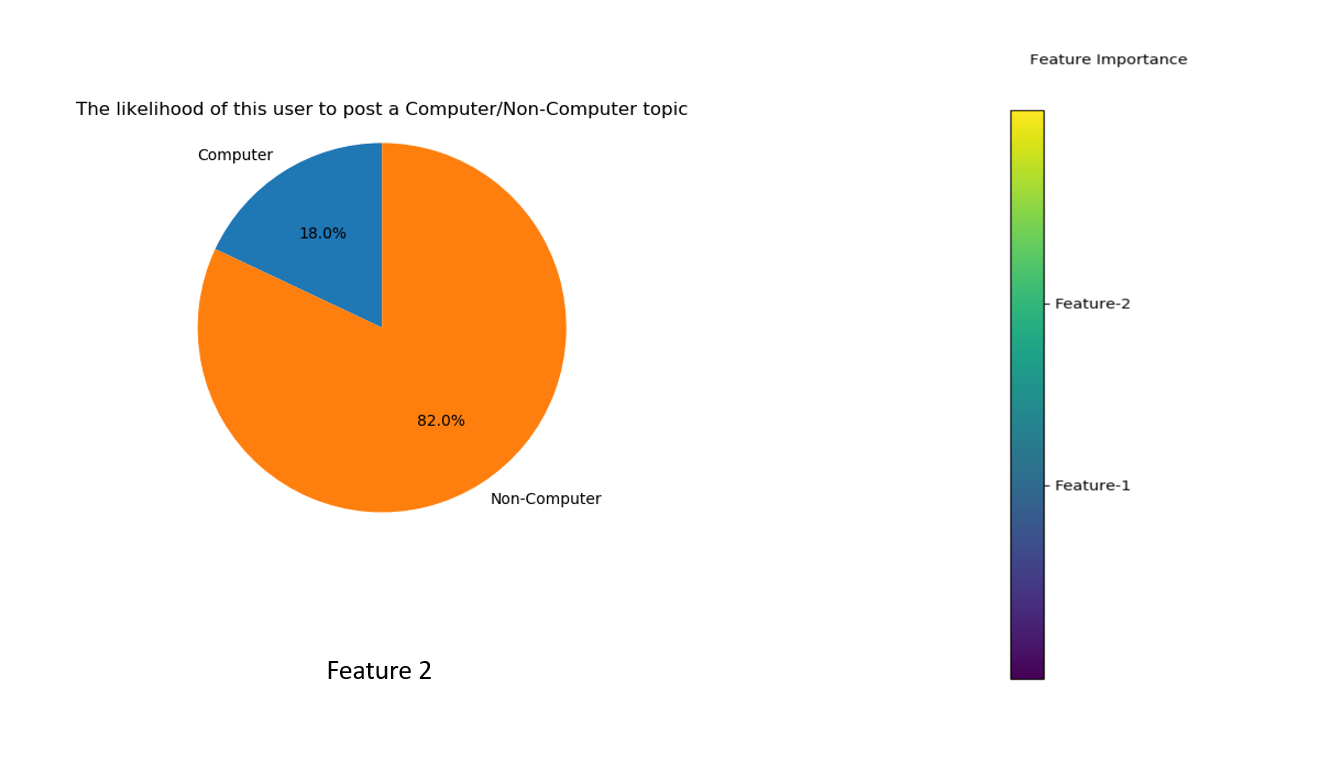 The likelihood of this user to post a Computer/Non-Computer topic
Computer
18.0%
82.0%
Non-Computer
Feature 2
Feature Importance
Feature-2
Feature-1